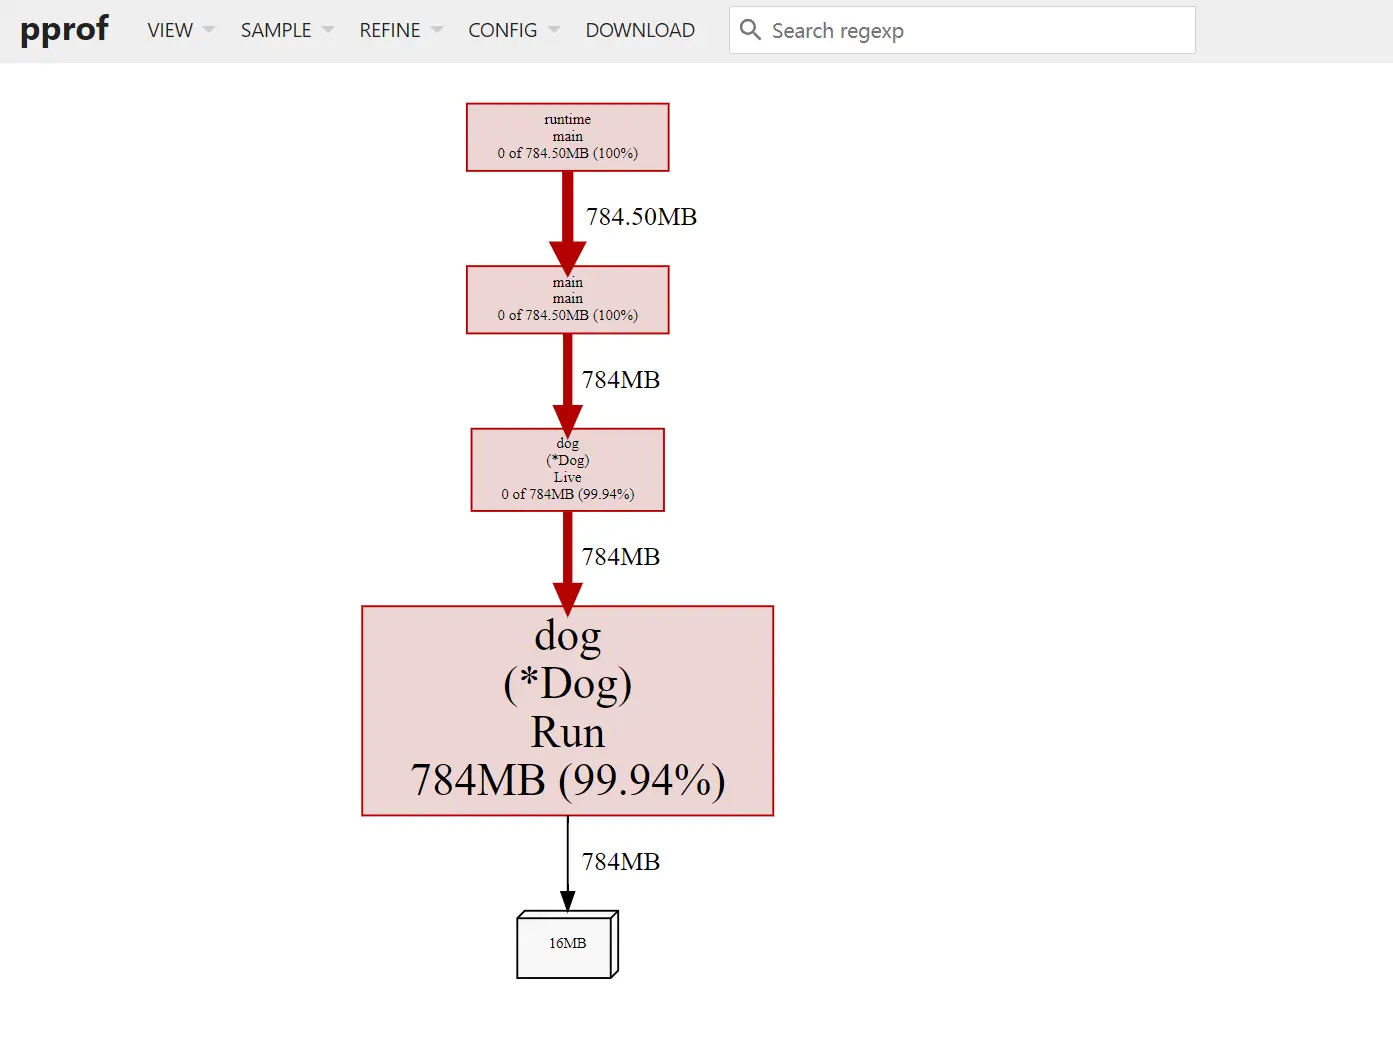 pprof VIEW SAMPLE REFINE CONFIG DOWNLOAD Search regexp
runtime
main
0 of 784.50MB (100%)
784.50MB
main
main
0 of 784.50MB (100%)
784MB
dog
(*Dog)
Live
0 of 784MB (99.94%)
784MB
dog
(*Dog)
Run
784MB (99.94%)
784MB
16MB